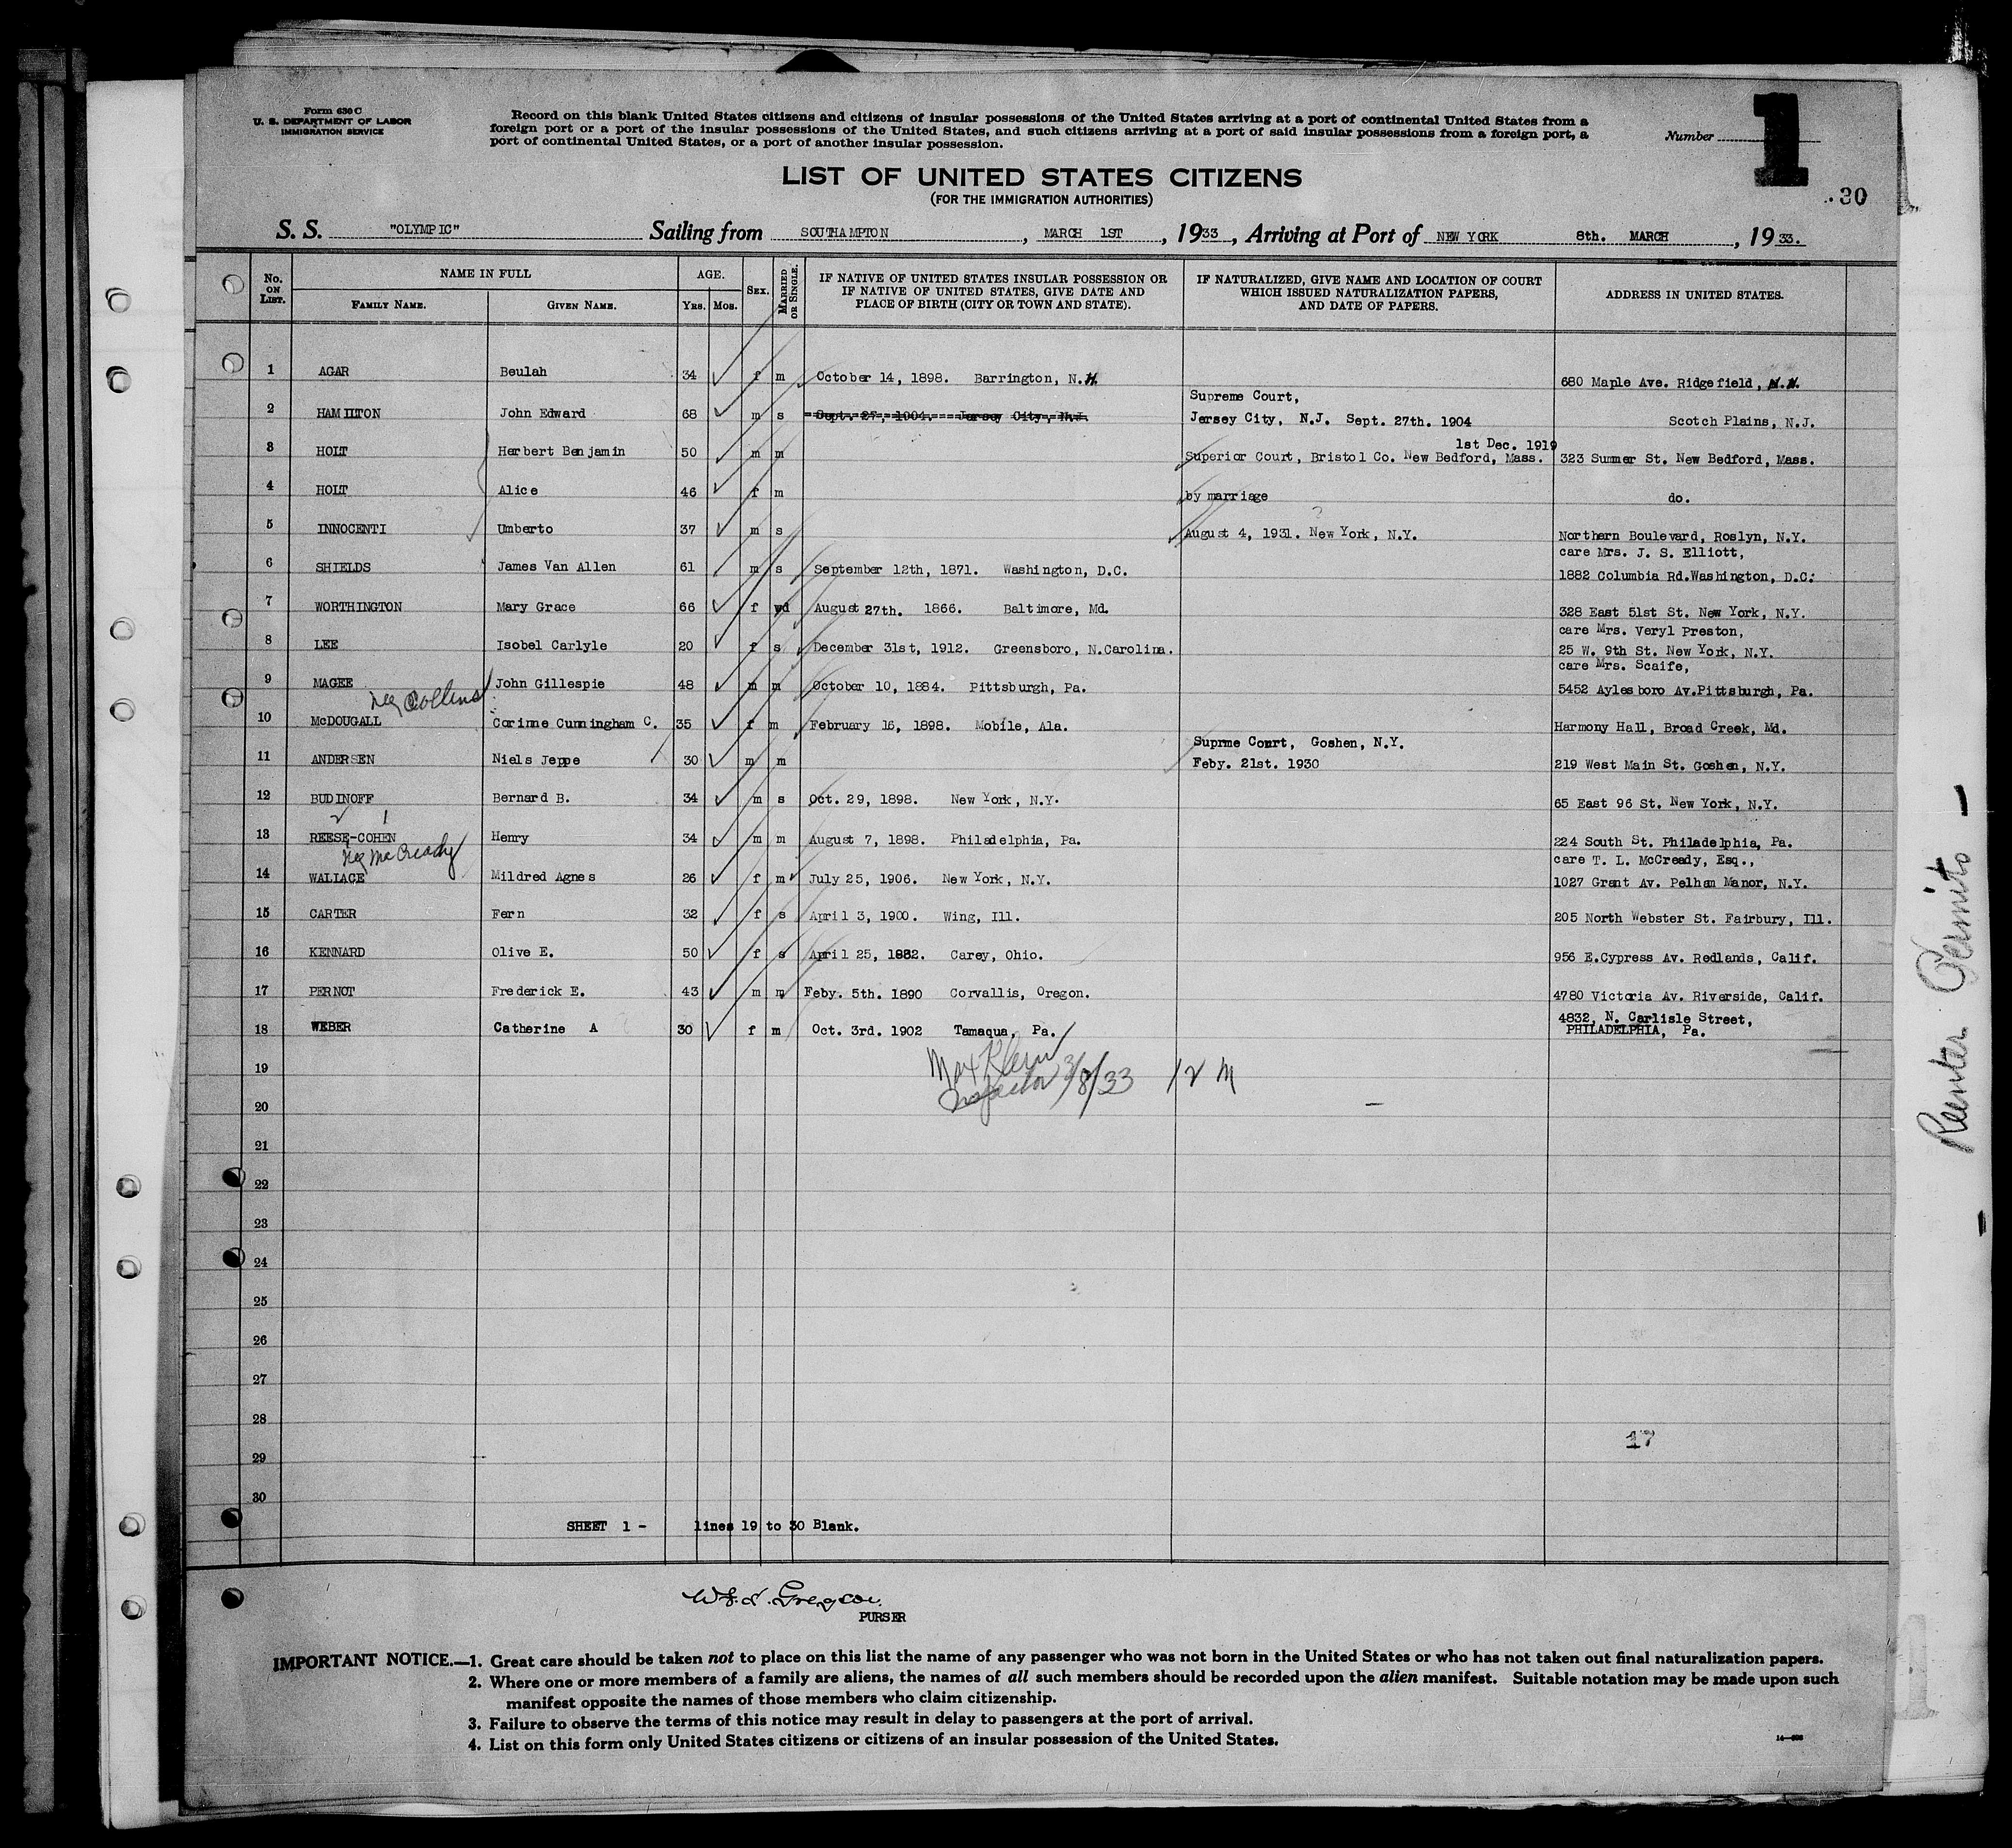 Form 630 C
U. S. DEPARTMENT OF LABOR
IMMIGRATION SERVICE
Record on this blank United States citizens and citizens of insular possessions of the United States arriving at a port of continental United States from a
foreign port or a port of the insular possessions of the United States, and such citizens arriving at a port of said insular possessions from a foreign port, a
port of continental United States, or a port of another insular possession.
Number 1
30
LIST OF UNITED STATES CITIZENS
(FOR THE IMMIGRATION AUTHORITIES)
S. S. "OLYMPIC" Sailing from SOUTHAMPTON, MARCH 1ST, 1933, Arriving at Port of NEW YORK 8th. MARCH, 1933.
No. ON LIST. NAME IN FULL FAMILY NAME. GIVEN NAME. AGE. YRS. MOS. SEX. MARRIED OR SINGLE. IF NATIVE OF UNITED STATES INSULAR POSSESSION OR IF NATIVE OF UNITED STATES, GIVE DATE AND PLACE OF BIRTH (CITY OR TOWN AND STATE). IF NATURALIZED, GIVE NAME AND LOCATION OF COURT WHICH ISSUED NATURALIZATION PAPERS, AND DATE OF PAPERS. ADDRESS IN UNITED STATES.
1 AGAR Beulah 34 f m October 14, 1898. Barrington, N.H. 680 Maple Ave. Ridgefield,
Supreme Court,
2 HAMILTON John Edward 68 m s Sept. 27, 1904. Jersey City, N.J. Jersey City, N.J. Sept. 27th. 1904 Scotch Plains, N.J.
1st Dec. 1919
3 HOLT Herbert Benjamin 50 m m Superior Court, Bristol Co. New Bedford, Mass. 323 Summer St. New Bedford, Mass.
4 HOLT Alice 46 f m by marriage do.
5 INNOCENTI Umberto 37 m s August 4, 1931. New York, N.Y. Northern Boulevard, Roslyn, N.Y.
care Mrs. J. S. Elliott,
6 SHIELDS James Van Allen 61 m s September 12th, 1871. Washington, D.C. 1882 Columbia Rd.Washington, D.C.
7 WORTHINGTON Mary Grace 66 f wd August 27th. 1866. Baltimore, Md. 328 East 51st St. New York, N.Y.
care Mrs. Veryl Preston,
8 LEE Isobel Carlyle 20 f s December 31st, 1912. Greensboro, N.Carolina. 25 W. 9th St. New York, N.Y.
care Mrs. Scaife,
9 MAGEE John Gillespie 48 m m October 10, 1884. Pittsburgh, Pa. 5452 Aylesboro Av.Pittsburgh, Pa.
nee Collins
10 McDOUGALL Corinne Cunningham C. 35 f m February 16, 1898. Mobile, Ala. Harmony Hall, Broad Creek, Md.
Suprme Court, Goshen, N.Y.
11 ANDERSEN Niels Jeppe 30 m m Feby. 21st. 1930 219 West Main St. Goshen, N.Y.
12 BUDINOFF Bernard B. 34 m s Oct. 29, 1898. New York, N.Y. 65 East 96 St. New York, N.Y.
13 REESE-COHEN Henry 34 m m August 7, 1898. Philadelphia, Pa. 224 South St. Philadelphia, Pa.
nee McCready care T. L. McCready, Esq.,
14 WALLACE Mildred Agnes 26 f m July 25, 1906. New York, N.Y. 1027 Grant Av. Pelham Manor, N.Y.
15 CARTER Fern 32 f s April 3, 1900. Wing, Ill. 205 North Webster St. Fairbury, Ill.
16 KENNARD Olive E. 50 f s April 25, 1882. Carey, Ohio. 956 E.Cypress Av. Redlands, Calif.
17 PERNOT Frederick E. 43 m m Feby. 5th. 1890 Corvallis, Oregon. 4780 Victoria Av. Riverside, Calif.
4832, N. Carlisle Street,
18 WEBER Catherine A 30 f m Oct. 3rd. 1902 Tamaqua, Pa. PHILADELPHIA, Pa.
19 Max Klein
Inspector 3/8/33 12 M
20
21
22
23
24
25
26
27
28
17
29
30
SHEET 1 - lines 19 to 30 Blank.
PURSER
IMPORTANT NOTICE.—1. Great care should be taken not to place on this list the name of any passenger who was not born in the United States or who has not taken out final naturalization papers.
2. Where one or more members of a family are aliens, the names of all such members should be recorded upon the alien manifest. Suitable notation may be made upon such
manifest opposite the names of those members who claim citizenship.
3. Failure to observe the terms of this notice may result in delay to passengers at the port of arrival.
4. List on this form only United States citizens or citizens of an insular possession of the United States.